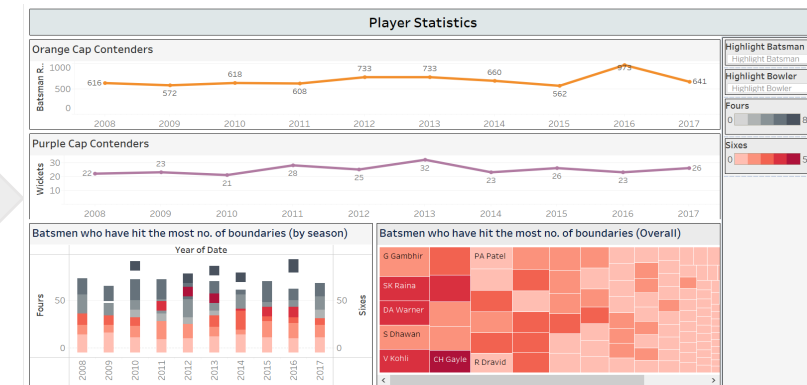 Player Statistics
Orange Cap Contenders
Batsman R..
1000
500
0
616
572
618
608
733
733
660
562
973
641
2008 2009 2010 2011 2012 2013 2014 2015 2016 2017
Purple Cap Contenders
Wickets
30
20
10
22
23
21
28
25
32
23
26
23
26
2008 2009 2010 2011 2012 2013 2014 2015 2016 2017
Highlight Batsman
Highlight Batsman
Highlight Bowler
Highlight Bowler
Fours
0 8
Sixes
0 5
Batsmen who have hit the most no. of boundaries (by season)
Year of Date
Fours
50
0
50
0
Sixes
2008 2009 2010 2011 2012 2013 2014 2015 2016 2017
Batsmen who have hit the most no. of boundaries (Overall)
G Gambhir
PA Patel
SK Raina
DA Warner
S Dhawan
V Kohli
CH Gayle
R Dravid